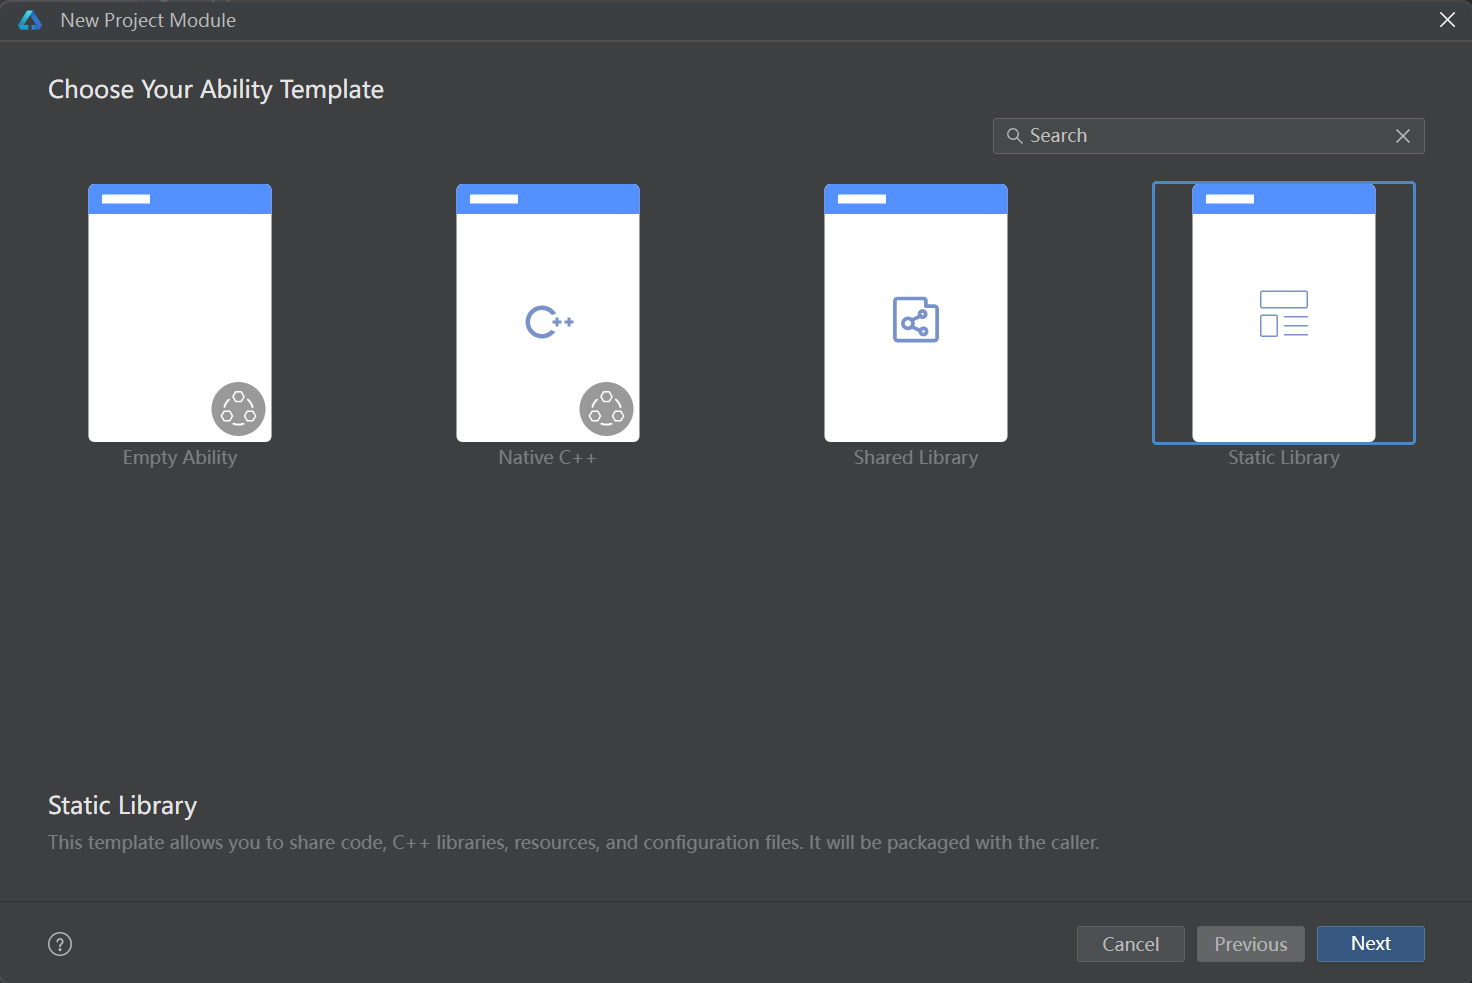 New Project Module
Choose Your Ability Template
Search
C++
Empty Ability
Native C++
Shared Library
Static Library
Static Library
This template allows you to share code, C++ libraries, resources, and configuration files. It will be packaged with the caller.
?
Cancel
Previous
Next